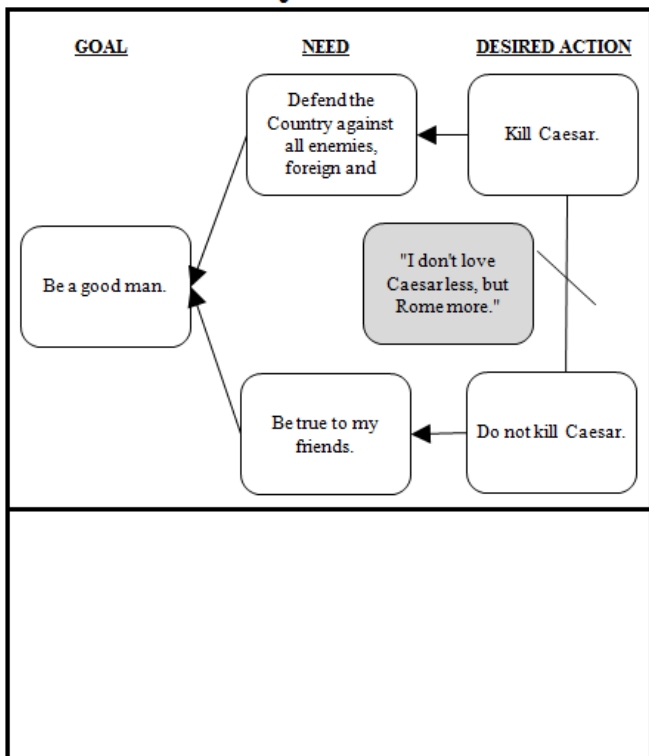 GOAL
NEED
DESIRED ACTION
Defend the
Country against
all enemies,
foreign and
Kill Caesar.
Be a good man.
"I don't love
Caesar less, but
Rome more."
Be true to my
friends.
Do not kill Caesar.